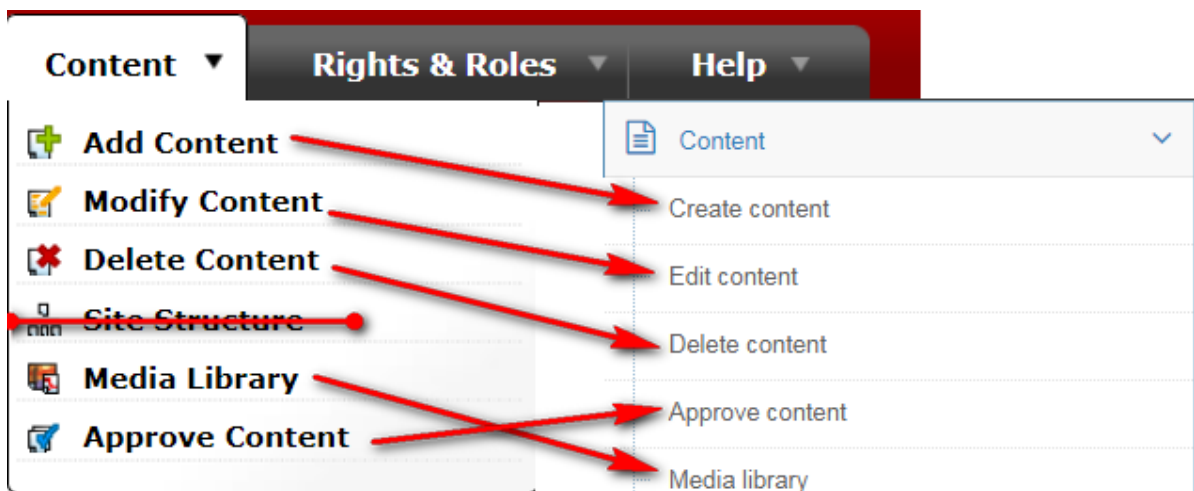 Content Rights & Roles Help
Add Content
Modify Content
Delete Content
Site Structure
Media Library
Approve Content
Content
Create content
Edit content
Delete content
Approve content
Media library